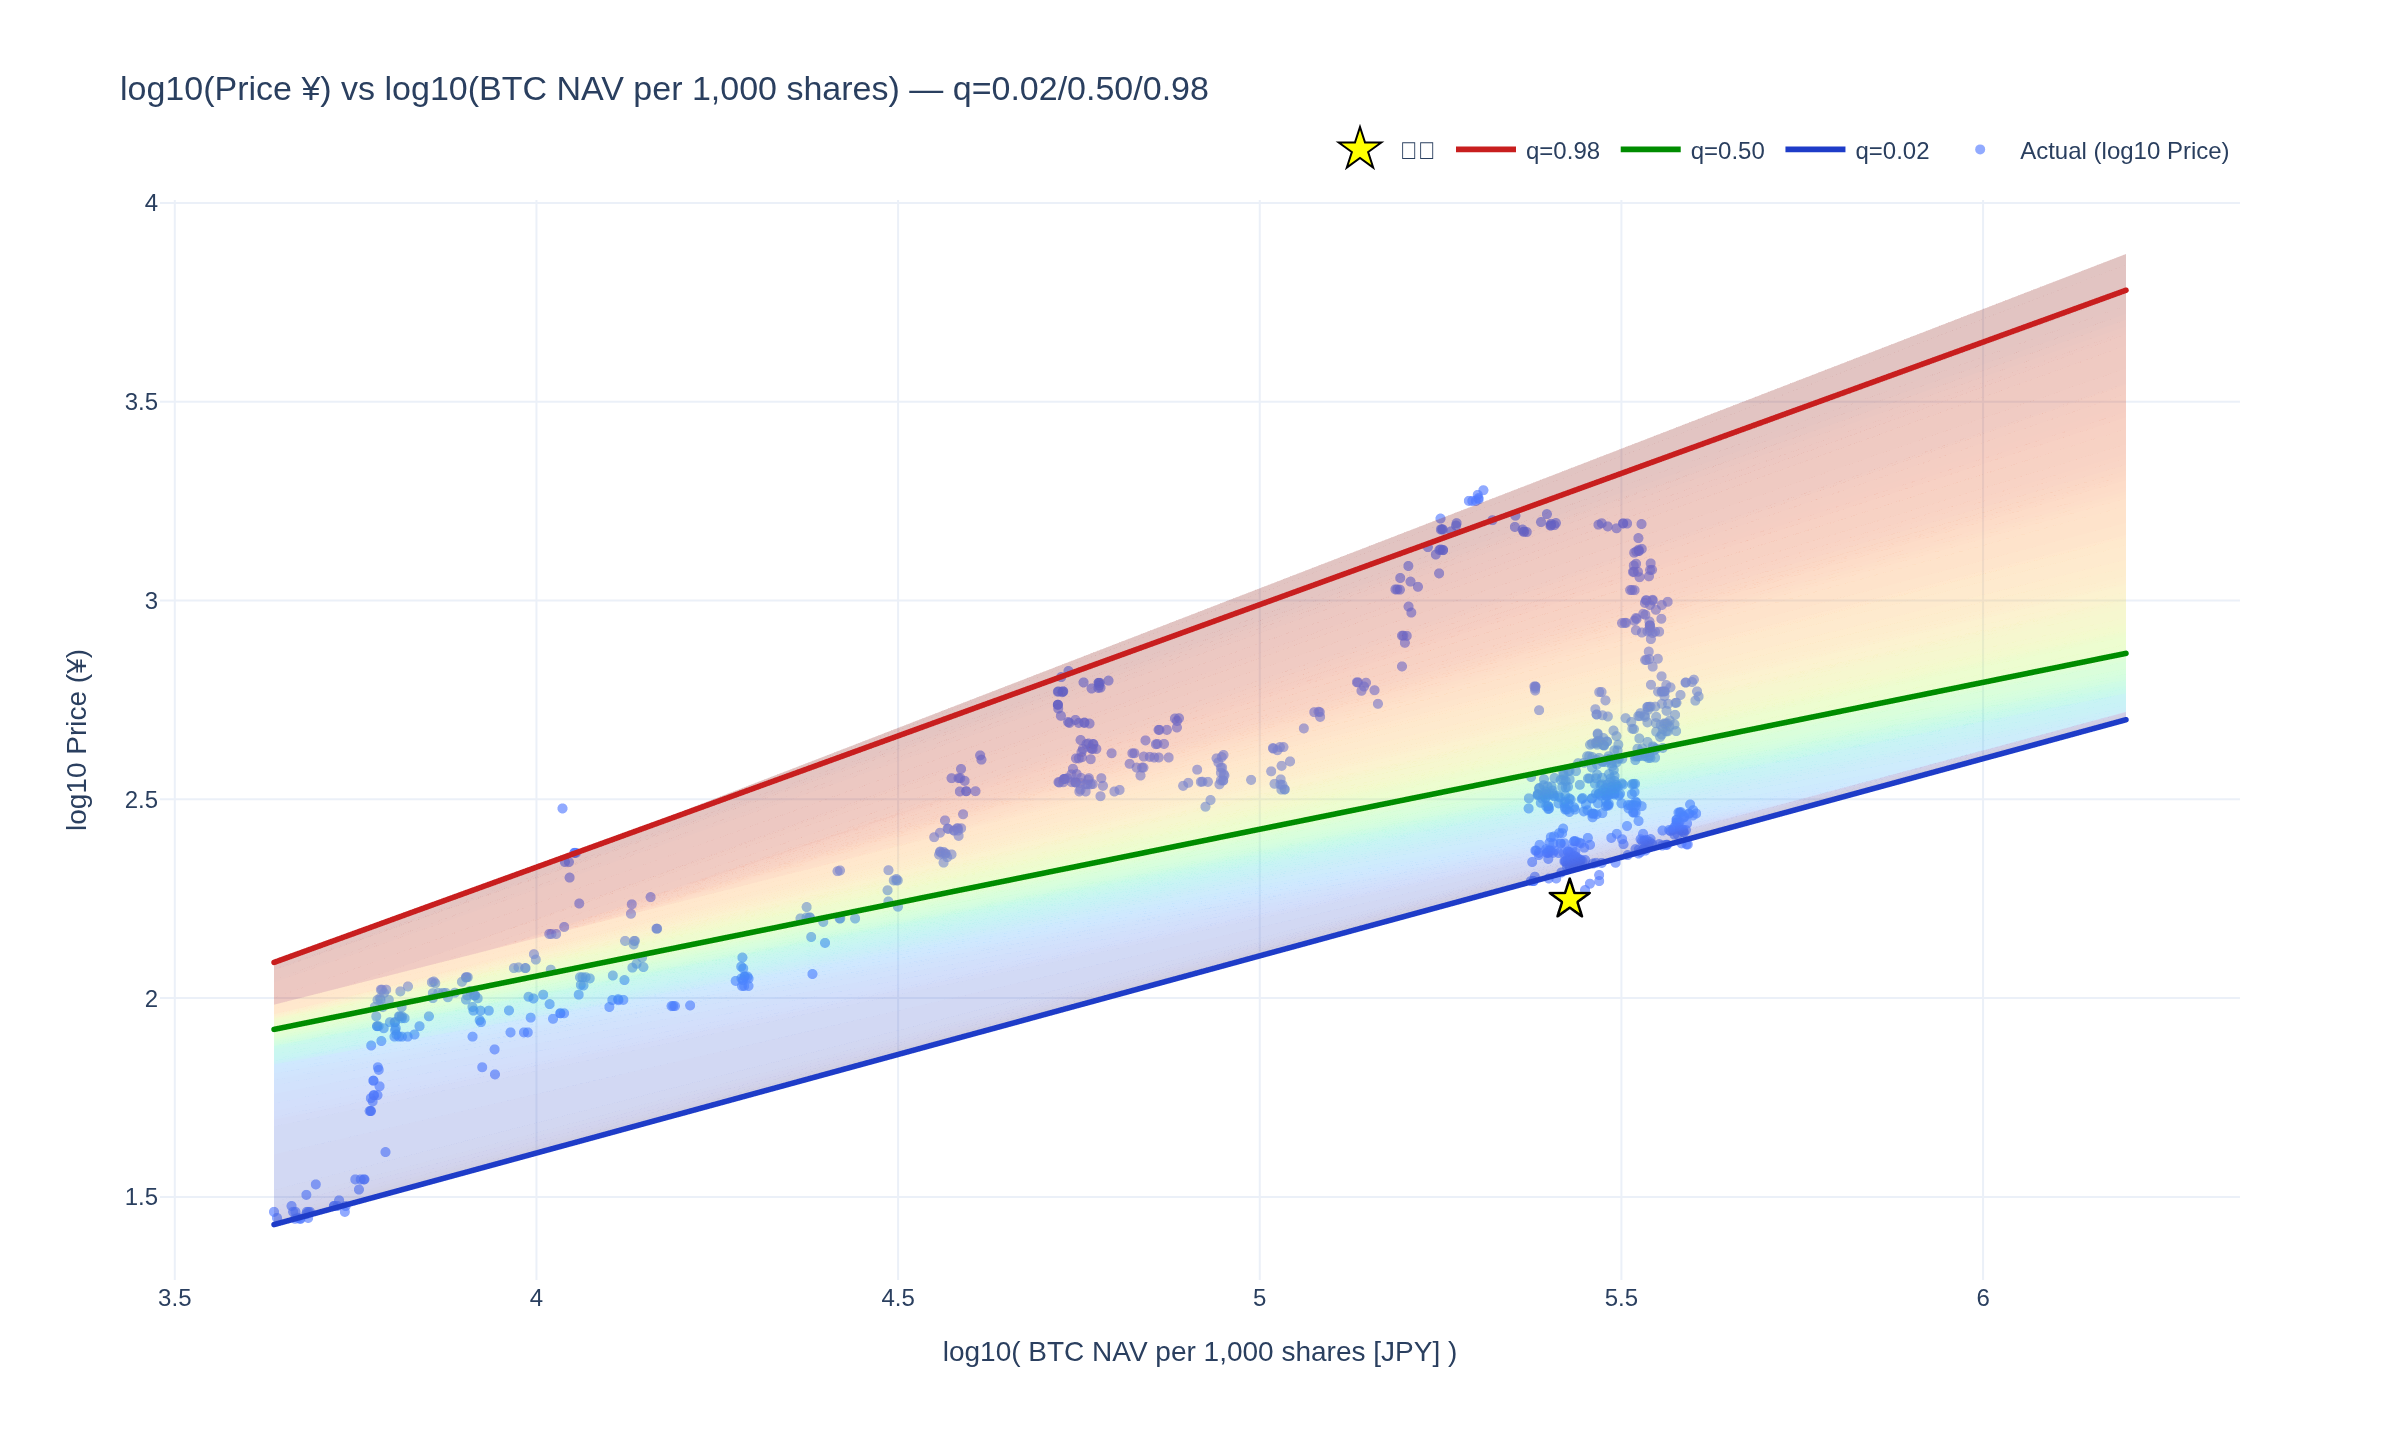 log10(Price ¥) vs log10(BTC NAV per 1,000 shares) — q=0.02/0.50/0.98
q=0.98 q=0.50 q=0.02 Actual (log10 Price)
4
3.5
3
2.5
2
1.5
log10 Price (¥)
3.5 4 4.5 5 5.5 6
log10( BTC NAV per 1,000 shares [JPY] )